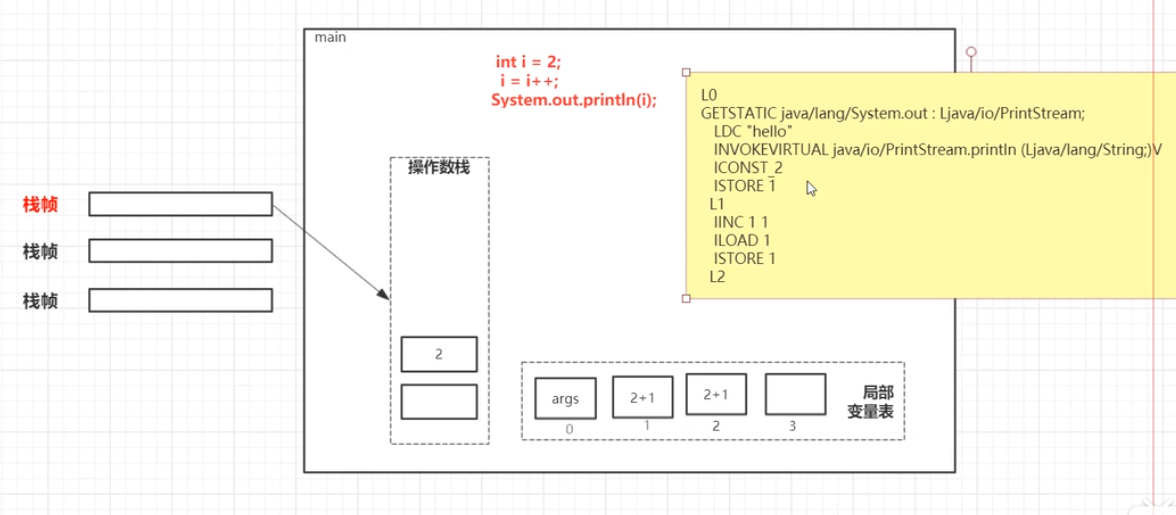 main
int i = 2;
i = i++;
System.out.println(i);
L0
GETSTATIC java/lang/System.out : Ljava/io/PrintStream;
LDC "hello"
INVOKEVIRTUAL java/io/PrintStream.println (Ljava/lang/String;)V
ICONST_2
ISTORE 1
L1
IINC 1 1
ILOAD 1
ISTORE 1
L2
操作数栈
栈帧
栈帧
栈帧
2
args
2+1
2+1
局部
变量表
0
1
2
3